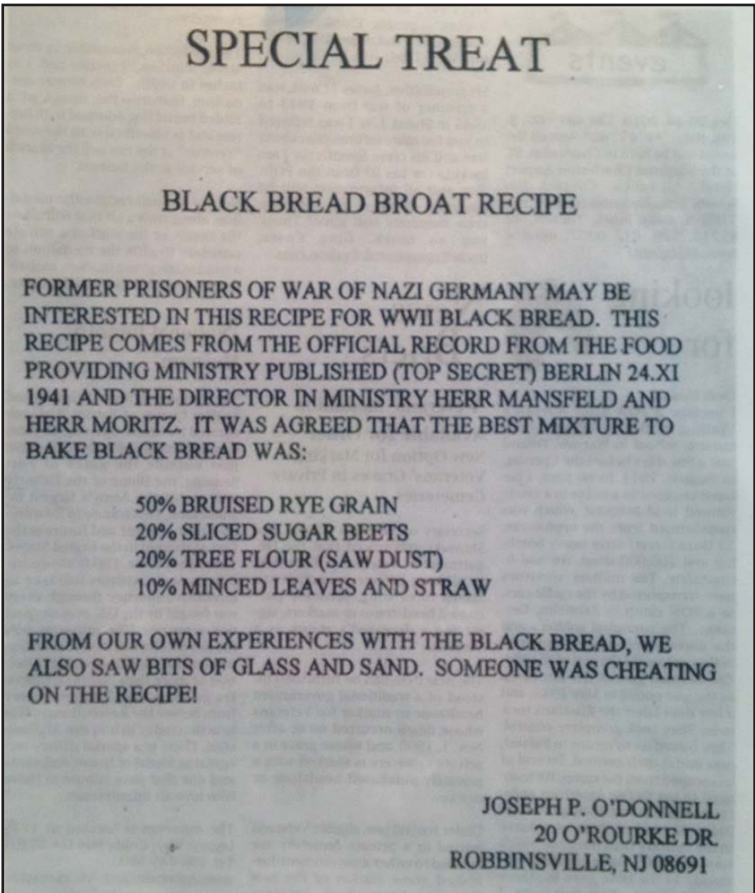 SPECIAL TREAT
BLACK BREAD BROAT RECIPE
FORMER PRISONERS OF WAR OF NAZI GERMANY MAY BE
INTERESTED IN THIS RECIPE FOR WWII BLACK BREAD. THIS
RECIPE COMES FROM THE OFFICIAL RECORD FROM THE FOOD
PROVIDING MINISTRY PUBLISHED (TOP SECRET) BERLIN 24.XI
1941 AND THE DIRECTOR IN MINISTRY HERR MANSFELD AND
HERR MORITZ. IT WAS AGREED THAT THE BEST MIXTURE TO
BAKE BLACK BREAD WAS:
50% BRUISED RYE GRAIN
20% SLICED SUGAR BEETS
20% TREE FLOUR (SAW DUST)
10% MINCED LEAVES AND STRAW
FROM OUR OWN EXPERIENCES WITH THE BLACK BREAD, WE
ALSO SAW BITS OF GLASS AND SAND. SOMEONE WAS CHEATING
ON THE RECIPE!
JOSEPH P. O'DONNELL
20 O'ROURKE DR.
ROBBINSVILLE, NJ 08691